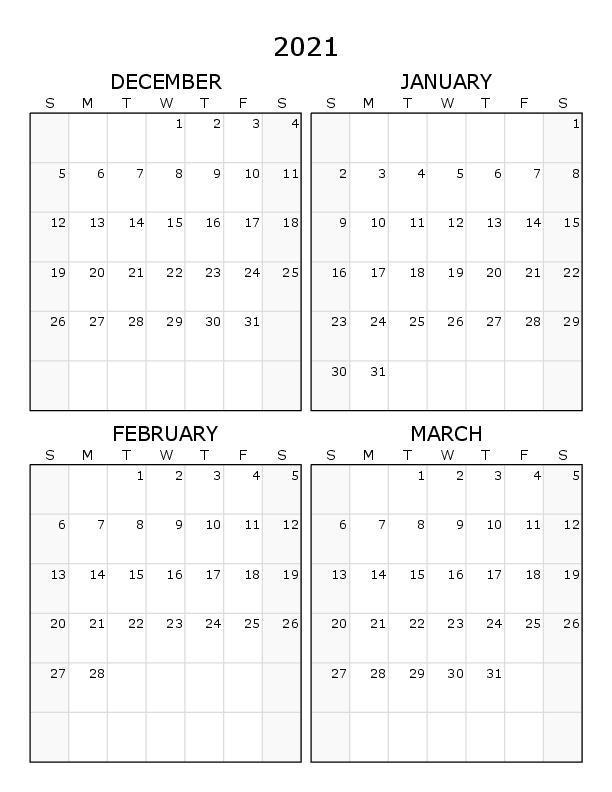 2021
DECEMBER
S M T W T F S
1 2 3 4
5 6 7 8 9 10 11
12 13 14 15 16 17 18
19 20 21 22 23 24 25
26 27 28 29 30 31
JANUARY
S M T W T F S
1
2 3 4 5 6 7 8
9 10 11 12 13 14 15
16 17 18 19 20 21 22
23 24 25 26 27 28 29
30 31
FEBRUARY
S M T W T F S
1 2 3 4 5
6 7 8 9 10 11 12
13 14 15 16 17 18 19
20 21 22 23 24 25 26
27 28
MARCH
S M T W T F S
1 2 3 4 5
6 7 8 9 10 11 12
13 14 15 16 17 18 19
20 21 22 23 24 25 26
27 28 29 30 31